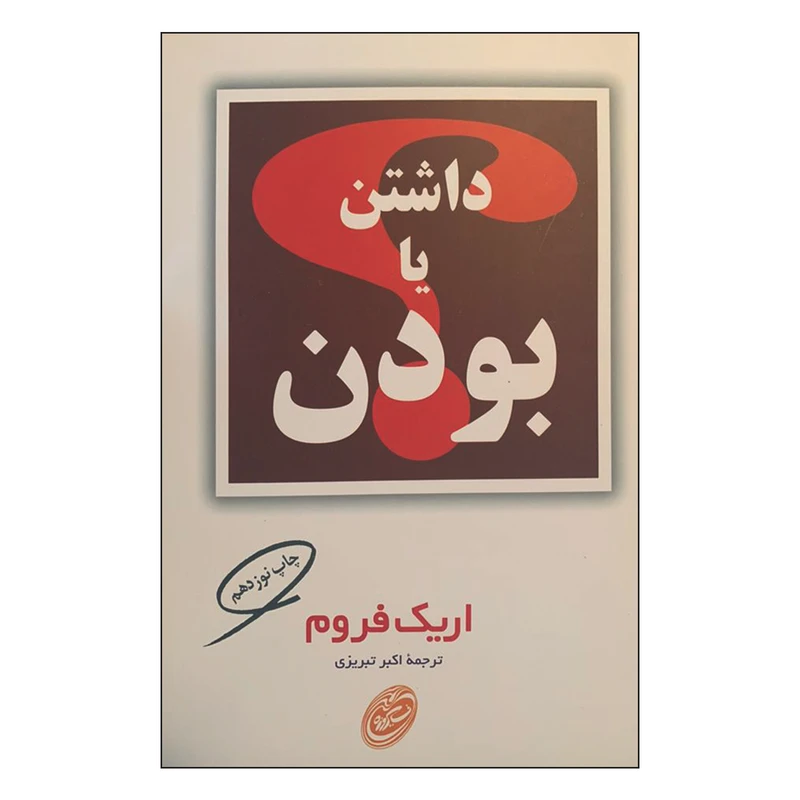 داشتن
یا
بودن
چاپ نوزدهم
اریک فروم
ترجمهٔ اکبر تبریزی